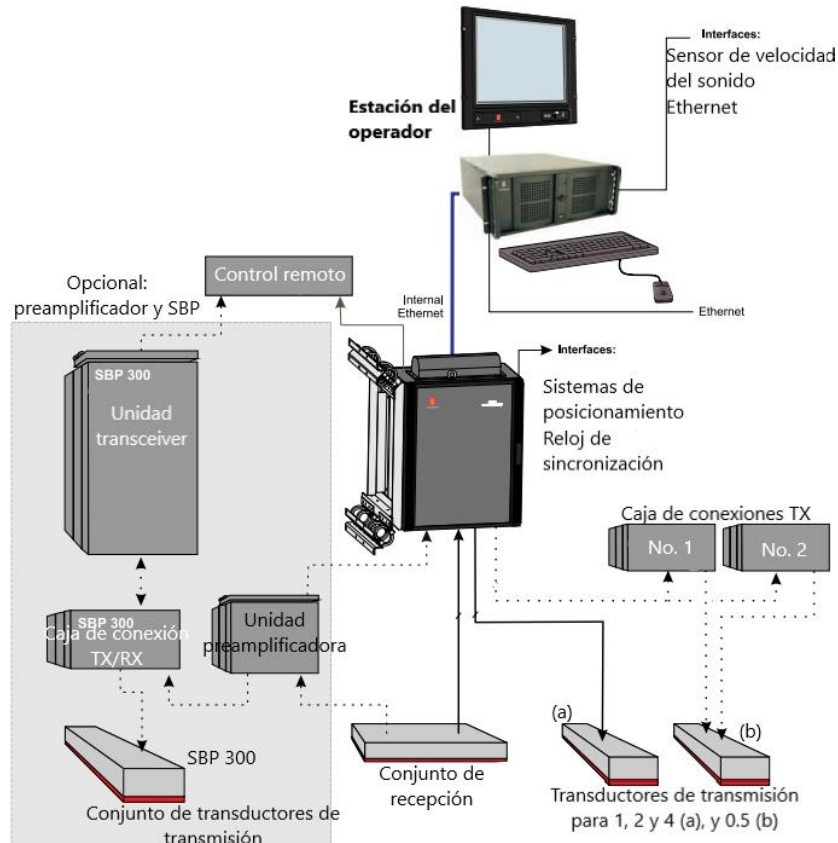 Interfaces:
Sensor de velocidad
del sonido
Ethernet
Estación del
operador
Control remoto
Opcional:
preamplificador y SBP
Internal
Ethernet
Ethernet
SBP 300
Unidad
transceiver
Interfaces:
Sistemas de
posicionamiento
Reloj de
sincronización
Caja de conexiones TX
No. 1
No. 2
SBP 300
Caja de conexión
TX/RX
Unidad
preamplificadora
SBP 300
Conjunto de transductores de
transmisión
Conjunto de
recepción
(a)
(b)
Transductores de transmisión
para 1, 2 y 4 (a), y 0.5 (b)